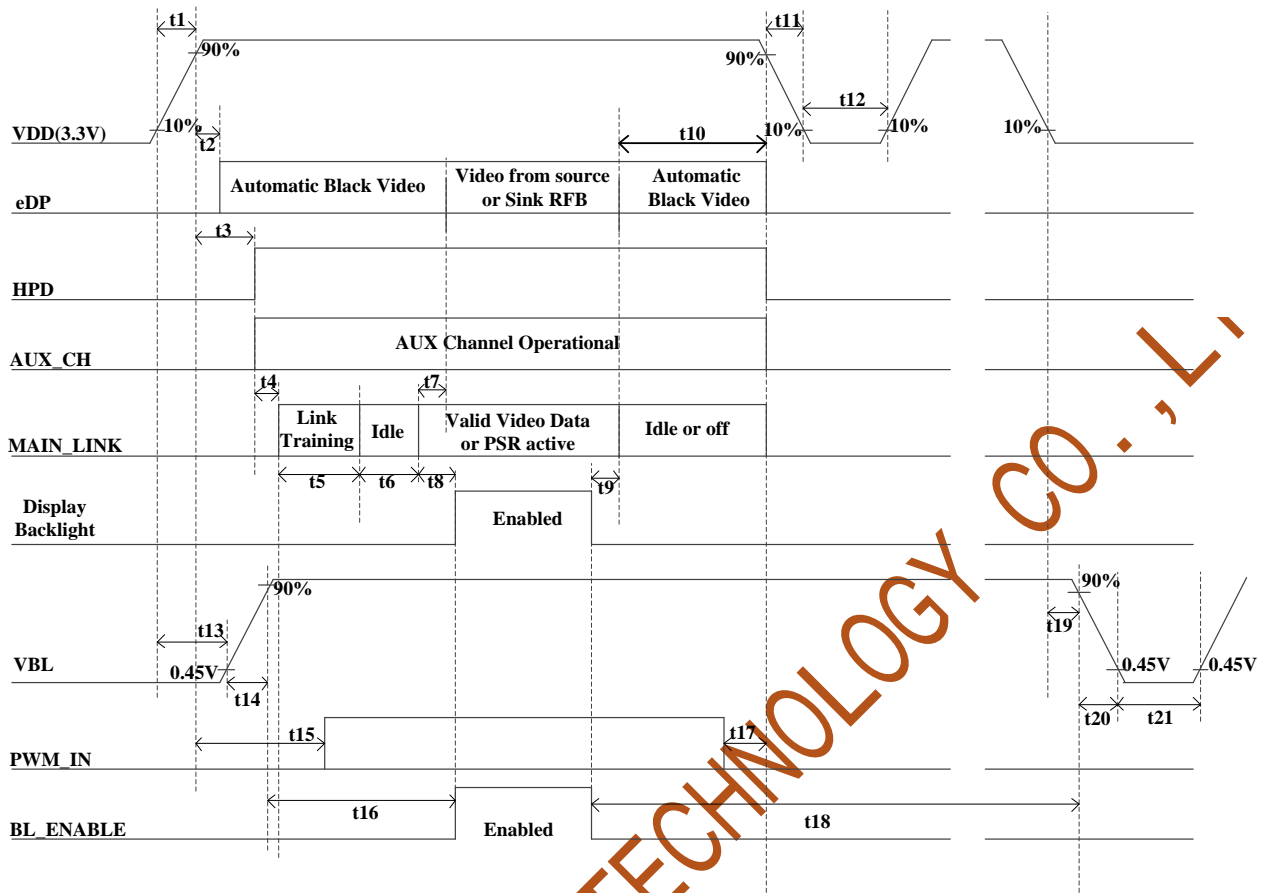 t1
t11
90%
90%
t12
VDD(3.3V)
10%
t2
t10
10%
10%
10%
eDP
Automatic Black Video
Video from source
or Sink RFB
Automatic
Black Video
t3
HPD
AUX_CH
AUX Channel Operational
t4
t7
MAIN_LINK
Link
Training
Idle
Valid Video Data
or PSR active
Idle or off
t5
t6
t8
t9
Display
Backlight
Enabled
90%
90%
t13
t19
VBL
0.45V
0.45V
0.45V
t14
t20
t21
t15
t17
PWM_IN
t16
t18
BL_ENABLE
Enabled
TECHNOLOGY CO.,